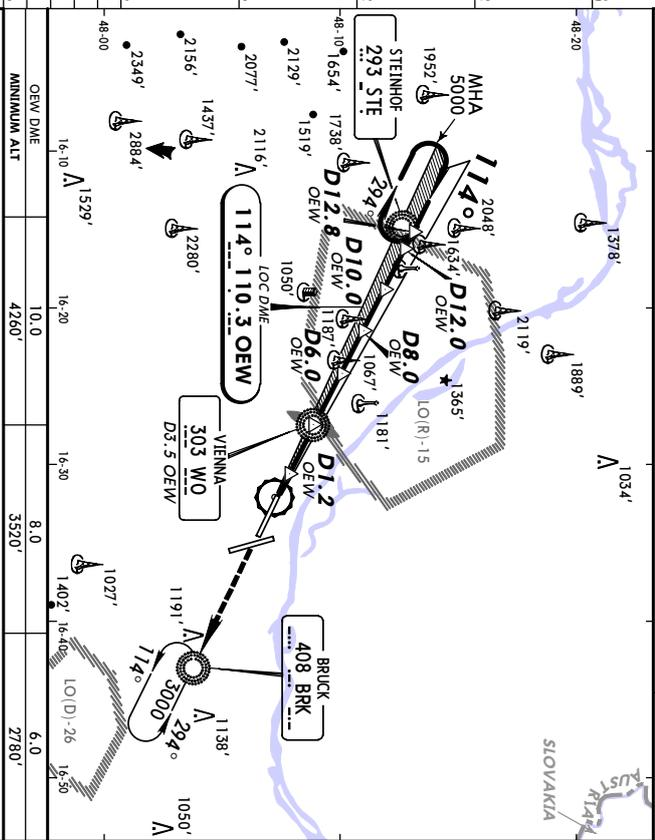 48-00
48-10
48-20
2349'
2156'
2077'
2129'
1654'
1952'
MHA
5000
STEINHOF
293 STE
2884'
1437'
1519'
1738'
16-10
2116'
1529'
2280'
294°
114°
D12.8
OEW
2048'
1634'
1378'
D12.0
OEW
D10.0
OEW
LOC DME
114° 110.3 OEW
1050'
1187'
16-20
2119'
1889'
D8.0
OEW
D6.0
OEW
1067'
1365'
1181'
LO(R)-15
VIENNA
303 WO
D3.5 OEW
D1.2
OEW
16-30
1034'
1027'
1402'
16-40
1191'
BRUCK
408 BRK
114°
3000
294°
1138'
LO(D)-26
16-50
1050'
AUSTRIA
SLOVAKIA
OEW DME
10.0
8.0
6.0
MINIMUM ALT
4260'
3520'
2780'